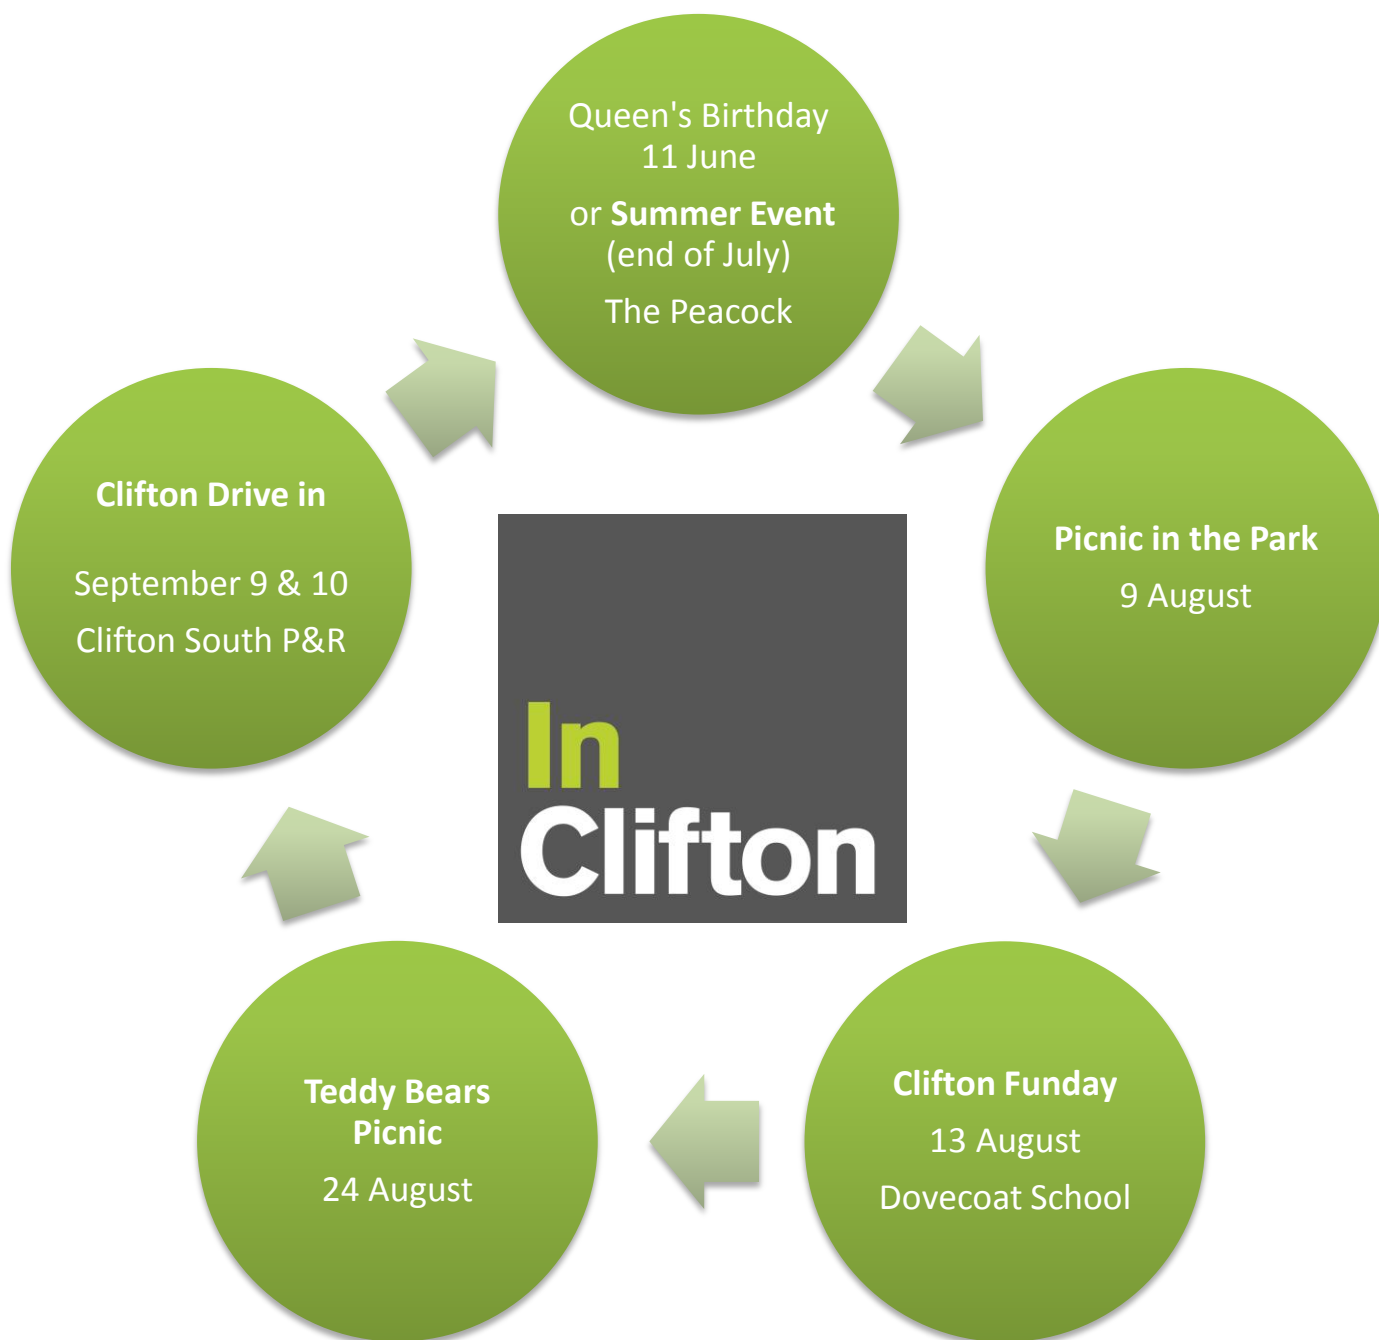 Queen's Birthday
11 June
or Summer Event
(end of July)
The Peacock
Picnic in the Park
9 August
Clifton Funday
13 August
Dovecoat School
Teddy Bears
Picnic
24 August
Clifton Drive in
September 9 & 10
Clifton South P&R
In
Clifton